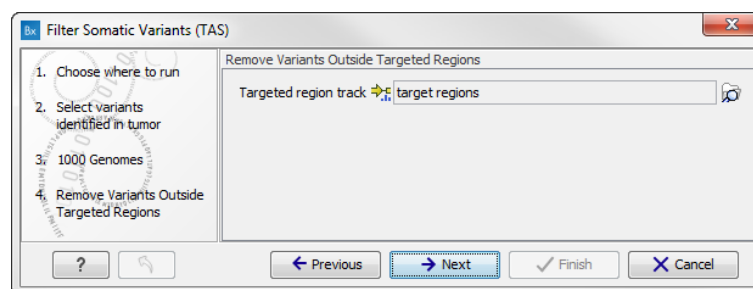 Bx Filter Somatic Variants (TAS)
1. Choose where to run
2. Select variants
identified in tumor
3. 1000 Genomes
4. Remove Variants Outside
Targeted Regions
Remove Variants Outside Targeted Regions
Targeted region track target regions
? Previous Next Finish Cancel